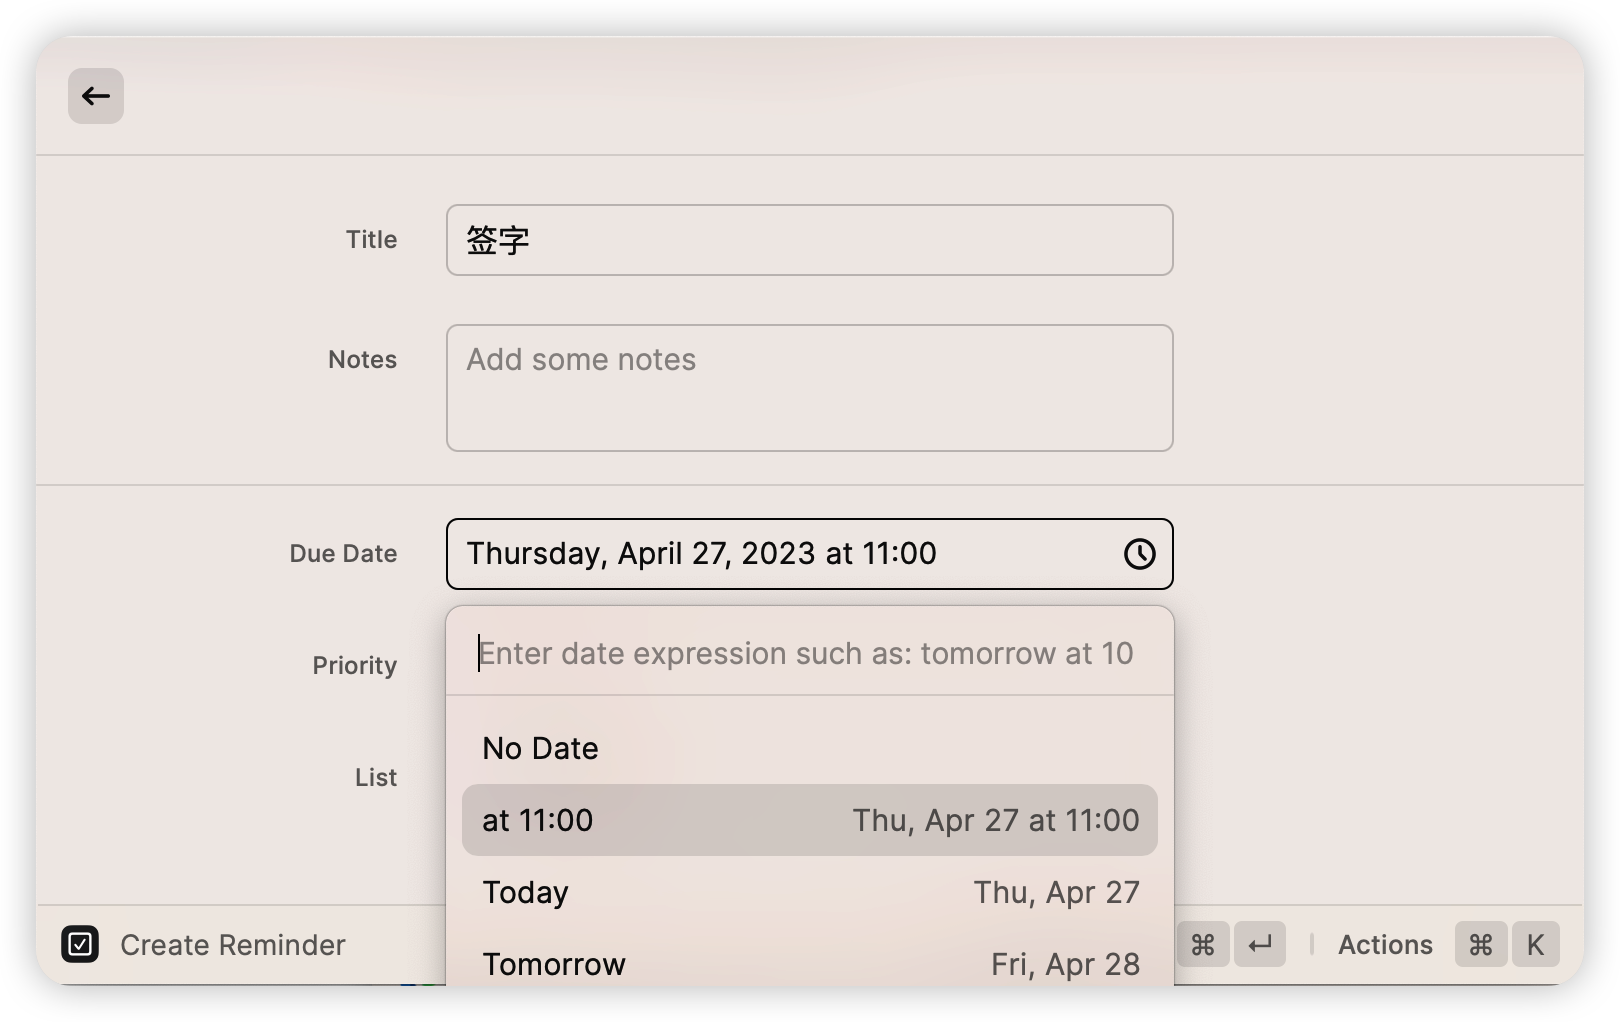 Title
签字
Notes
Add some notes
Due Date
Thursday, April 27, 2023 at 11:00
Enter date expression such as: tomorrow at 10
Priority
No Date
List
at 11:00 Thu, Apr 27 at 11:00
Today Thu, Apr 27
Tomorrow Fri, Apr 28
Create Reminder
⌘ ↵ Actions ⌘ K